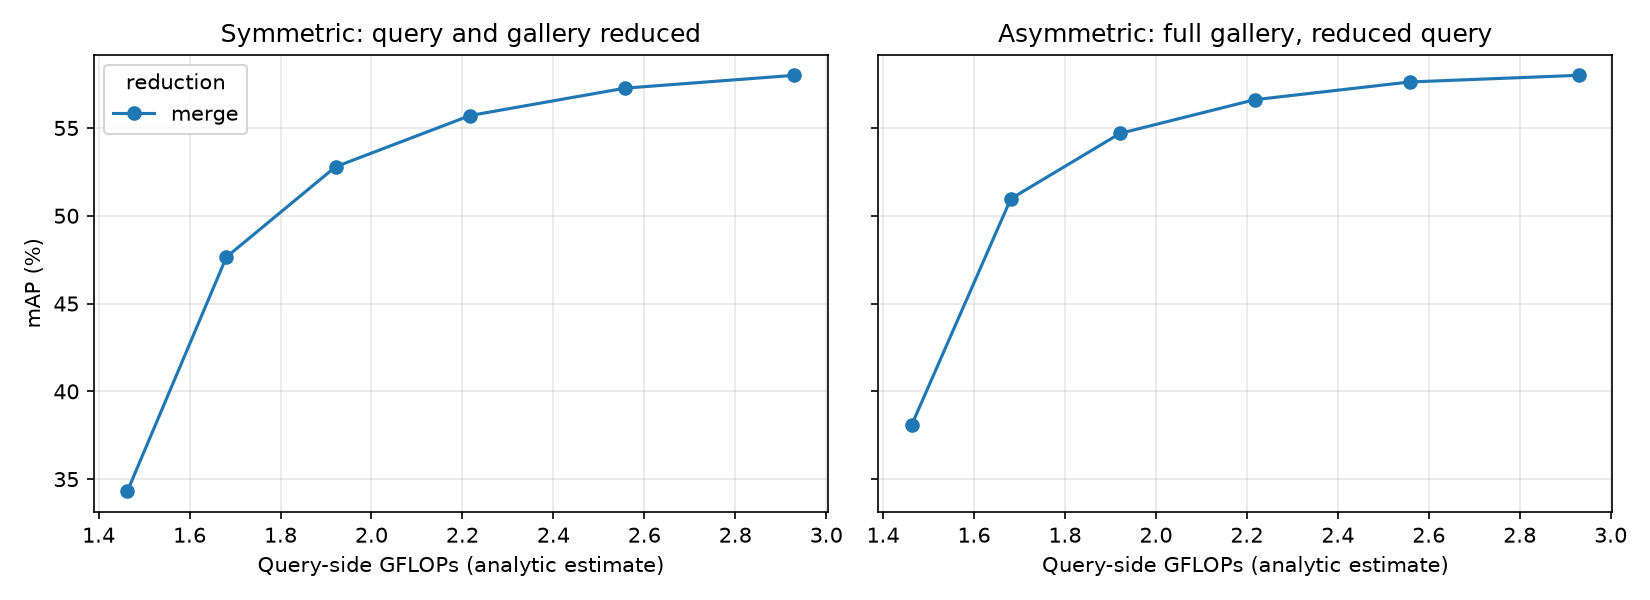 Symmetric: query and gallery reduced
reduction
merge
mAP (%)
55
50
45
40
35
1.4 1.6 1.8 2.0 2.2 2.4 2.6 2.8 3.0
Query-side GFLOPs (analytic estimate)
Asymmetric: full gallery, reduced query
1.4 1.6 1.8 2.0 2.2 2.4 2.6 2.8 3.0
Query-side GFLOPs (analytic estimate)